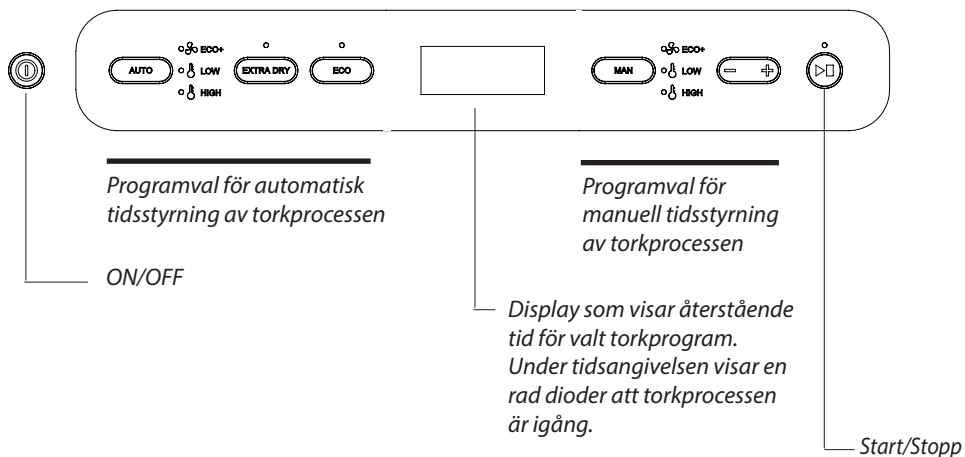 ECO+
ECO+
AUTO
LOW
EXTRA DRY
ECO
MAN
LOW
HIGH
HIGH
Programval för automatisk
tidsstyrning av torkprocessen
Programval för
manuell tidsstyrning
av torkprocessen
ON/OFF
Display som visar återstående
tid för valt torkprogram.
Under tidsangivelsen visar en
rad dioder att torkprocessen
är igång.
Start/Stopp